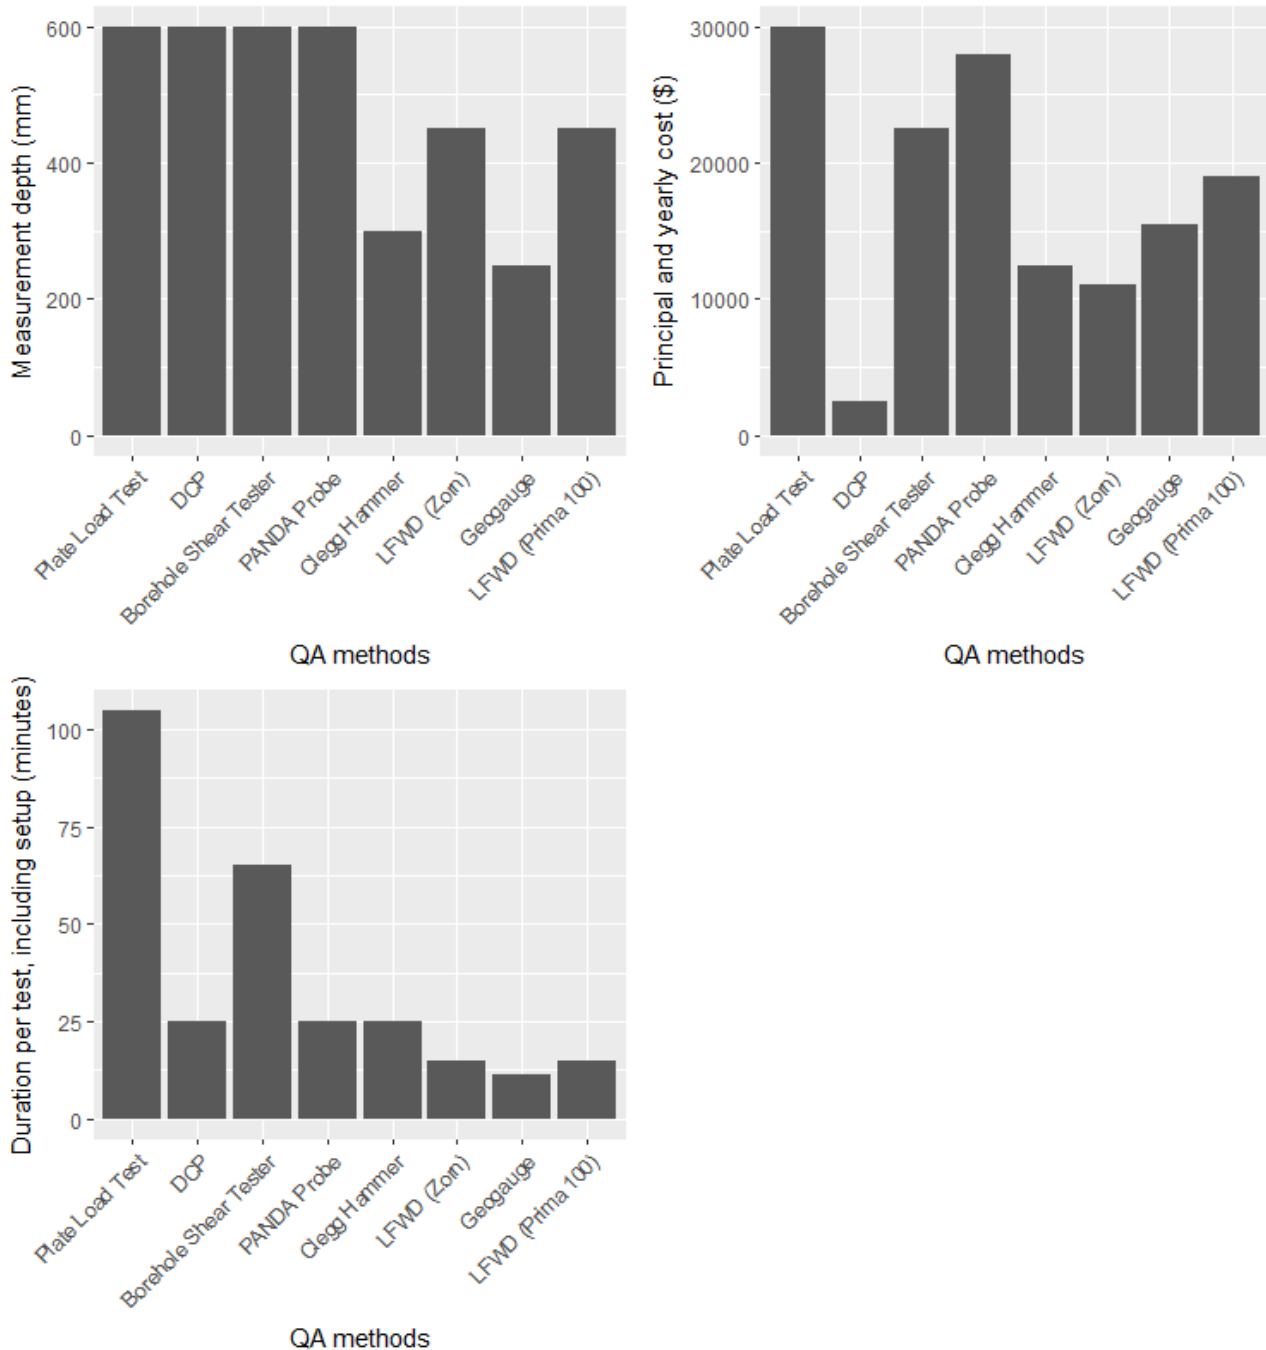 Measurement depth (mm)
600
400
200
0
Plate Load Test
DCP
Borehole Shear Tester
PANDA Probe
Clegg Hammer
LFWD (Zorn)
Geogauge
LFWD (Prima 100)
QA methods
Principal and yearly cost ($)
30000
20000
10000
0
Plate Load Test
DCP
Borehole Shear Tester
PANDA Probe
Clegg Hammer
LFWD (Zorn)
Geogauge
LFWD (Prima 100)
QA methods
Duration per test, including setup (minutes)
100
75
50
25
0
Plate Load Test
DCP
Borehole Shear Tester
PANDA Probe
Clegg Hammer
LFWD (Zorn)
Geogauge
LFWD (Prima 100)
QA methods